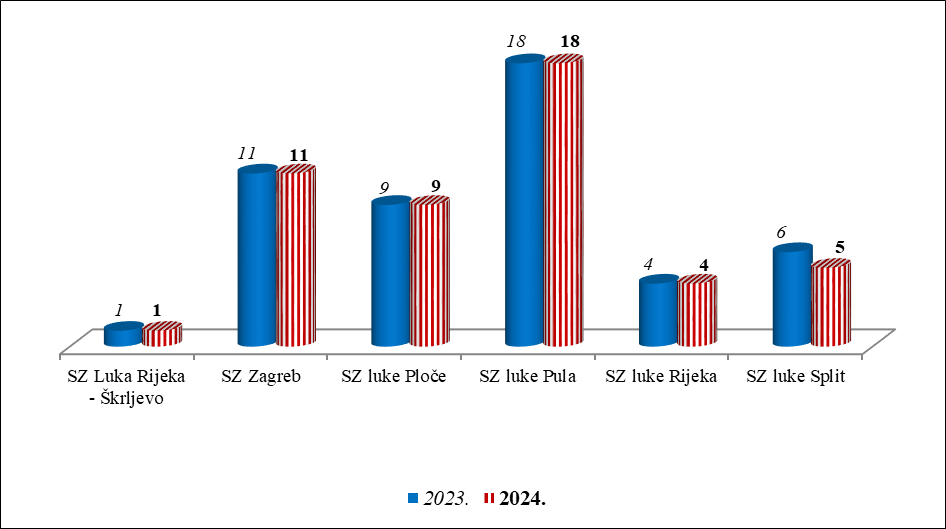 18 18
11 11
9 9
6 5
4 4
1 1
SZ Luka Rijeka - Škrljevo
SZ Zagreb
SZ luke Ploče
SZ luke Pula
SZ luke Rijeka
SZ luke Split
2023. 2024.